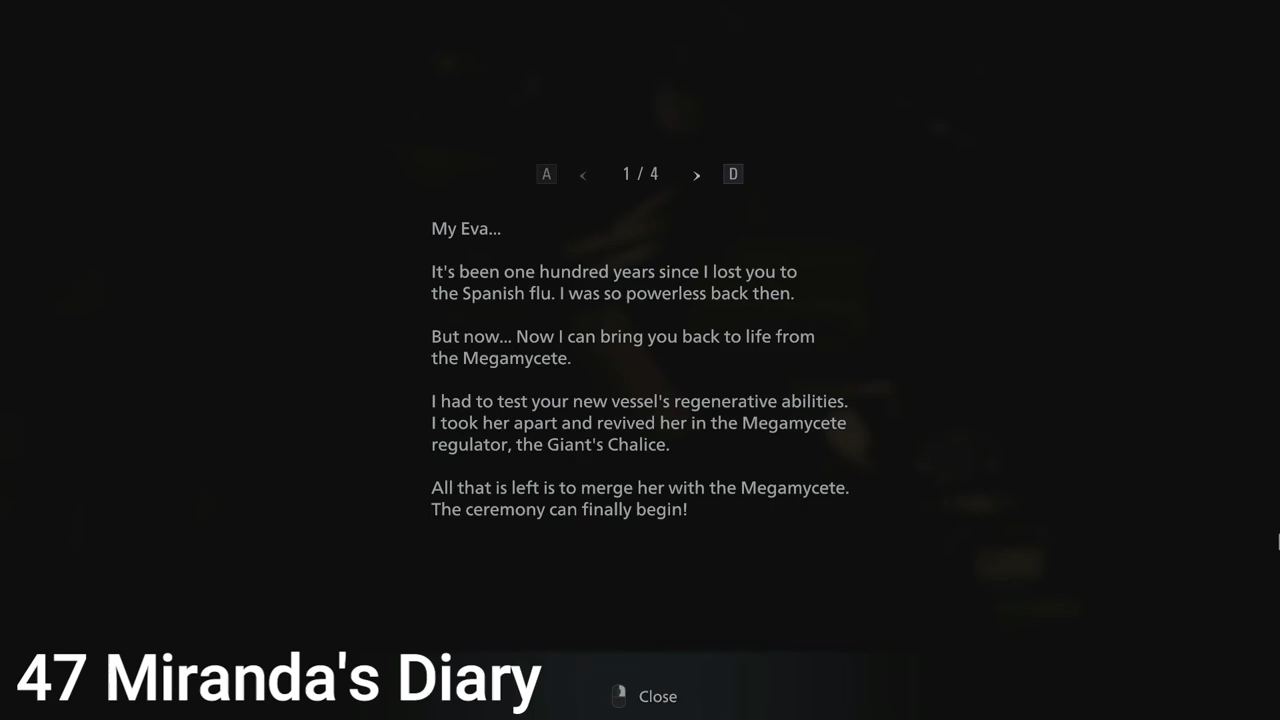 A < 1 / 4 > D
My Eva...
It's been one hundred years since I lost you to
the Spanish flu. I was so powerless back then.
But now... Now I can bring you back to life from
the Megamycete.
I had to test your new vessel's regenerative abilities.
I took her apart and revived her in the Megamycete
regulator, the Giant's Chalice.
All that is left is to merge her with the Megamycete.
The ceremony can finally begin!
47 Miranda's Diary
Close